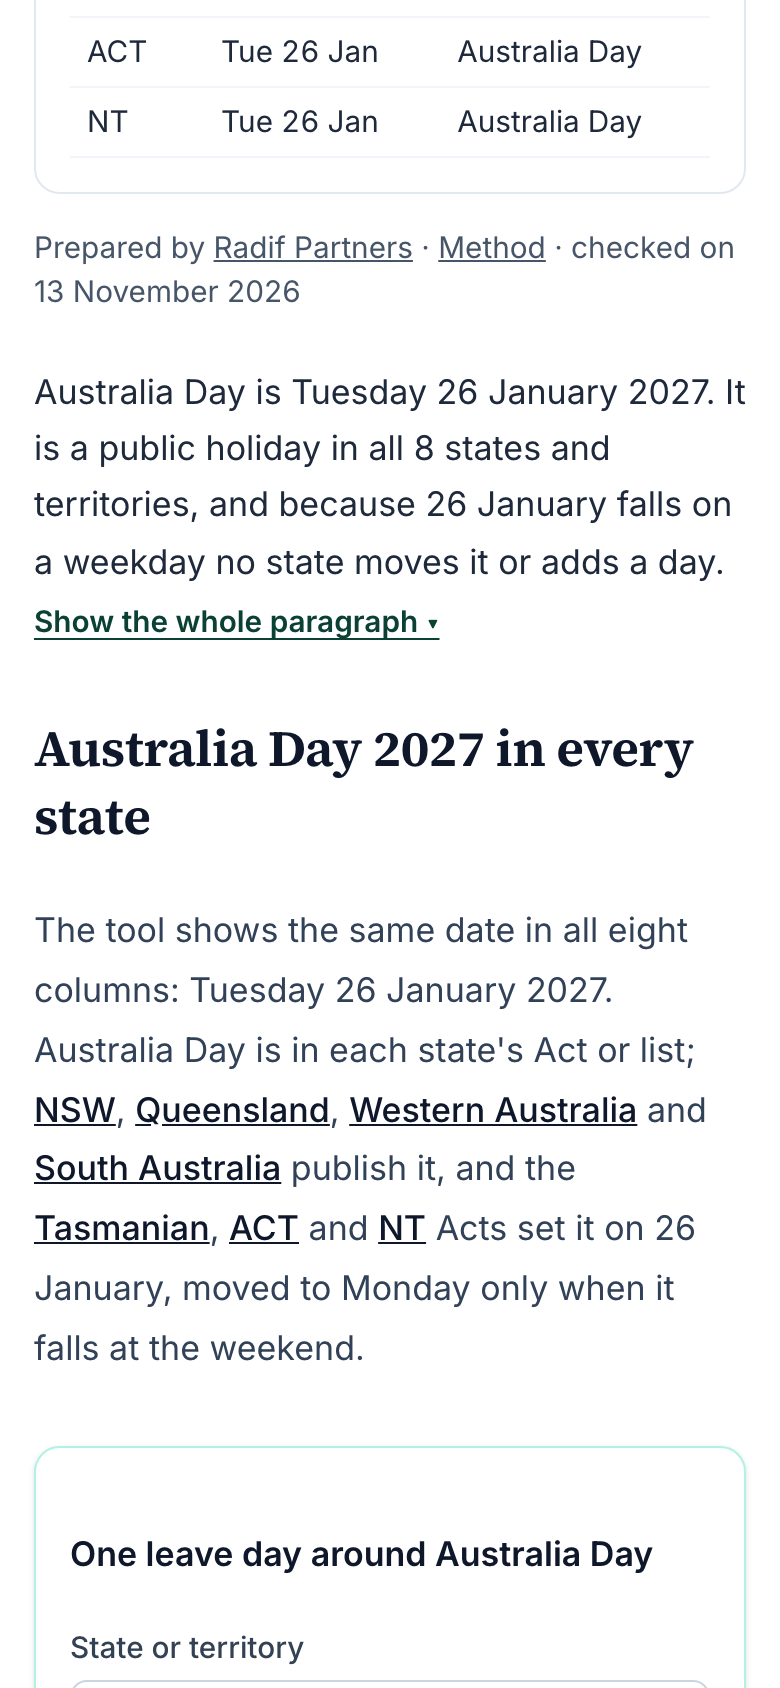 ACT Tue 26 Jan Australia Day
NT Tue 26 Jan Australia Day
Prepared by Radif Partners · Method · checked on
13 November 2026
Australia Day is Tuesday 26 January 2027. It
is a public holiday in all 8 states and
territories, and because 26 January falls on
a weekday no state moves it or adds a day.
Show the whole paragraph ▾
Australia Day 2027 in every
state
The tool shows the same date in all eight
columns: Tuesday 26 January 2027.
Australia Day is in each state's Act or list;
NSW, Queensland, Western Australia and
South Australia publish it, and the
Tasmanian, ACT and NT Acts set it on 26
January, moved to Monday only when it
falls at the weekend.
One leave day around Australia Day
State or territory